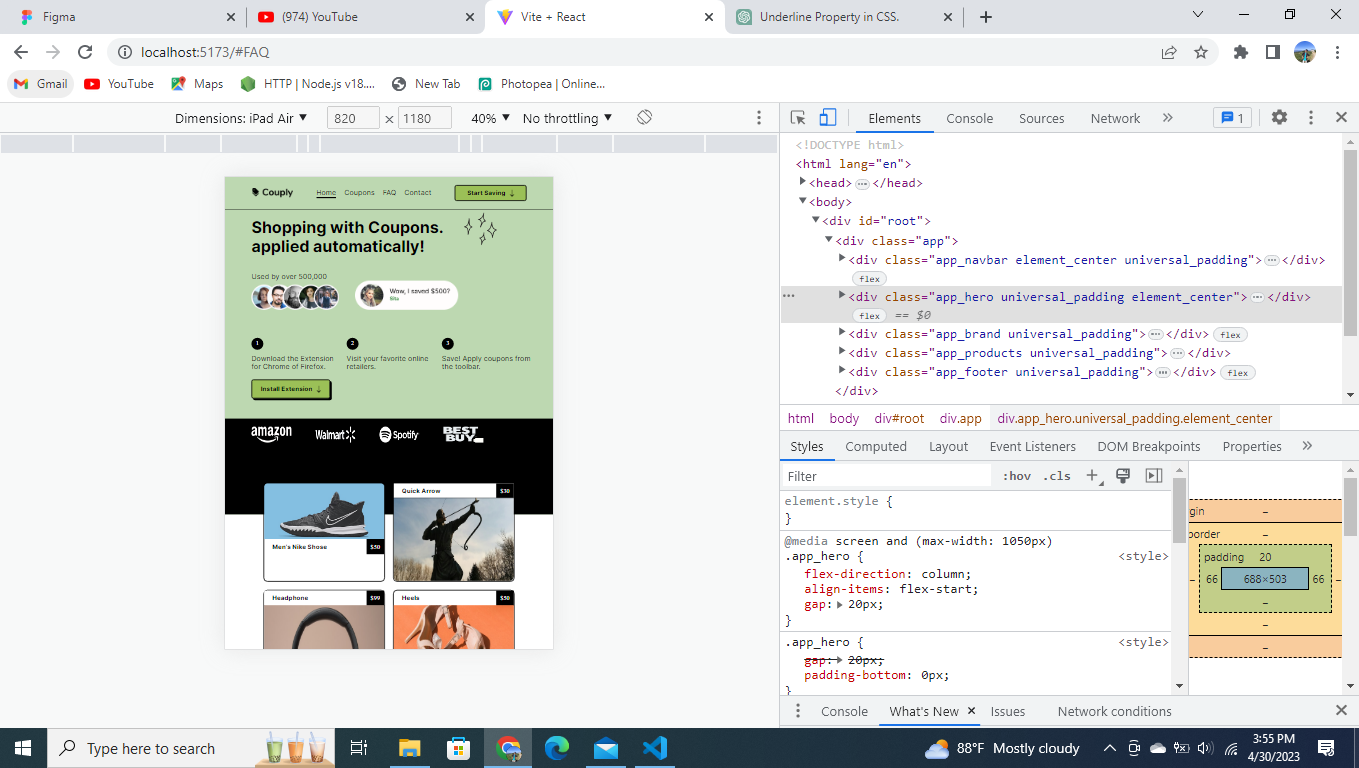 Figma
(974) YouTube
Vite + React
Underline Property in CSS.
localhost:5173/#FAQ
Gmail
YouTube
Maps
HTTP | Node.js v18....
New Tab
Photopea | Online...
Dimensions: iPad Air
820 × 1180
40%
No throttling
Couply
Home
Coupons
FAQ
Contact
Start Saving ↓
Shopping with Coupons.
applied automatically!
Used by over 500,000
Wow, I saved $500?
1
Download the Extension
for Chrome of Firefox.
2
Visit your favorite online
retailers.
3
Save! Apply coupons from
the toolbar.
Install Extension ↓
amazon
Walmart
Spotify
BEST
BUY
Men's Nike Shose
$50
Quick Arrow
$30
Headphone
$99
Heels
$50
Elements
Console
Sources
Network
»
1
<!DOCTYPE html>
<html lang="en">
<head>…</head>
<body>
<div id="root">
<div class="app">
<div class="app_navbar element_center universal_padding">…</div>
flex
<div class="app_hero universal_padding element_center">…</div>
flex == $0
<div class="app_brand universal_padding">…</div> flex
<div class="app_products universal_padding">…</div>
<div class="app_footer universal_padding">…</div> flex
</div>
html body div#root div.app div.app_hero.universal_padding.element_center
Styles
Computed
Layout
Event Listeners
DOM Breakpoints
Properties
»
Filter
:hov .cls +
element.style {
}
@media screen and (max-width: 1050px)
.app_hero {
<style>
flex-direction: column;
align-items: flex-start;
gap: 20px;
}
.app_hero {
<style>
gap: 20px;
padding-bottom: 0px;
}
gin
–
order
–
padding 20
– 66 688×503 66 –
–
–
–
Console
What's New
Issues
Network conditions
Type here to search
88°F Mostly cloudy
3:55 PM
4/30/2023